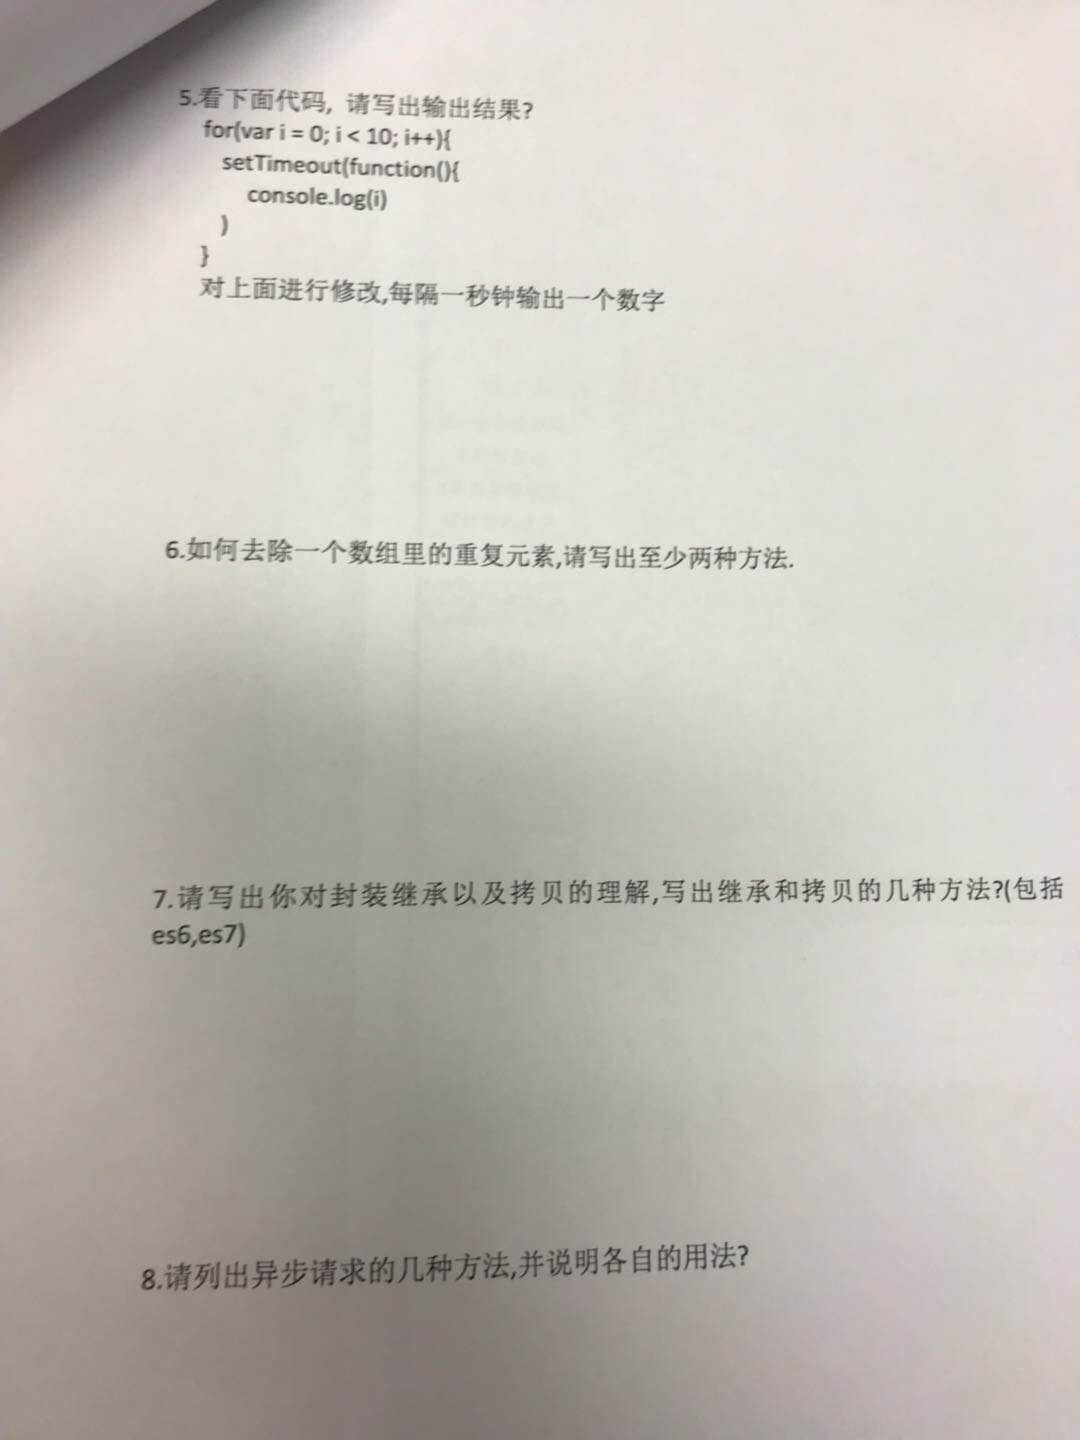 5.看下面代码, 请写出输出结果?
for(var i = 0; i < 10; i++){
setTimeout(function(){
console.log(i)
)
}
对上面进行修改,每隔一秒钟输出一个数字
6.如何去除一个数组里的重复元素,请写出至少两种方法.
7.请写出你对封装继承以及拷贝的理解,写出继承和拷贝的几种方法?(包括
es6,es7)
8.请列出异步请求的几种方法,并说明各自的用法?